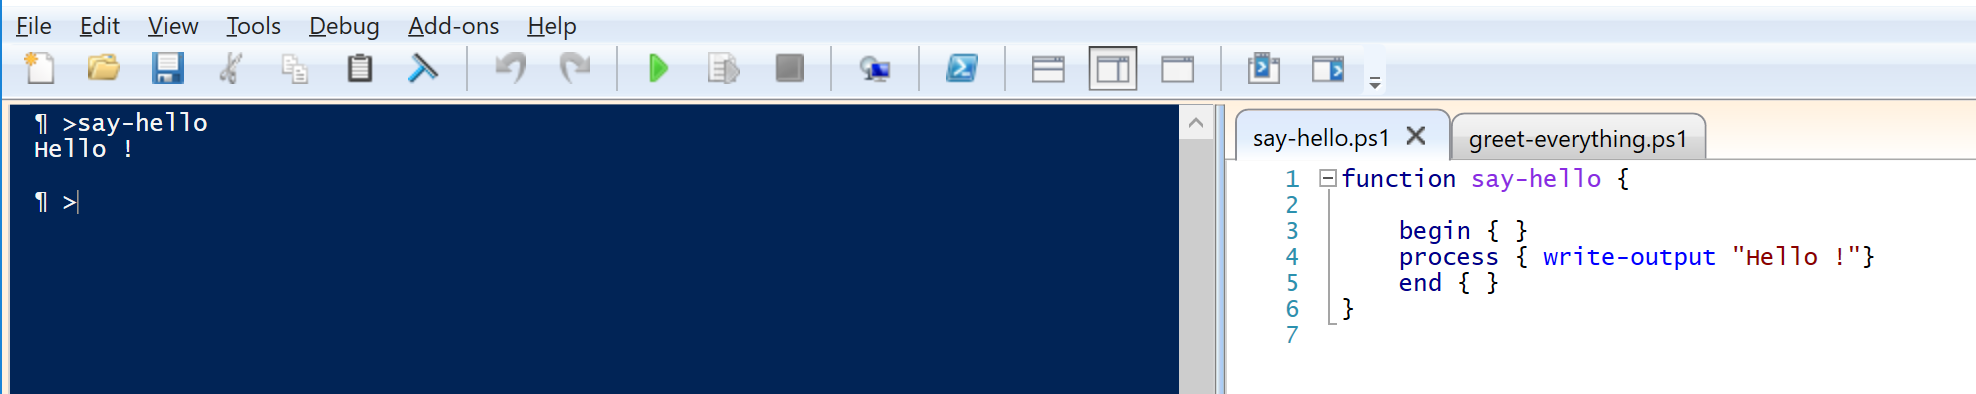 File Edit View Tools Debug Add-ons Help
¶ >say-hello
Hello !
¶ >
say-hello.ps1
greet-everything.ps1
1 function say-hello {
2
3 begin { }
4 process { write-output "Hello !"}
5 end { }
6 }
7